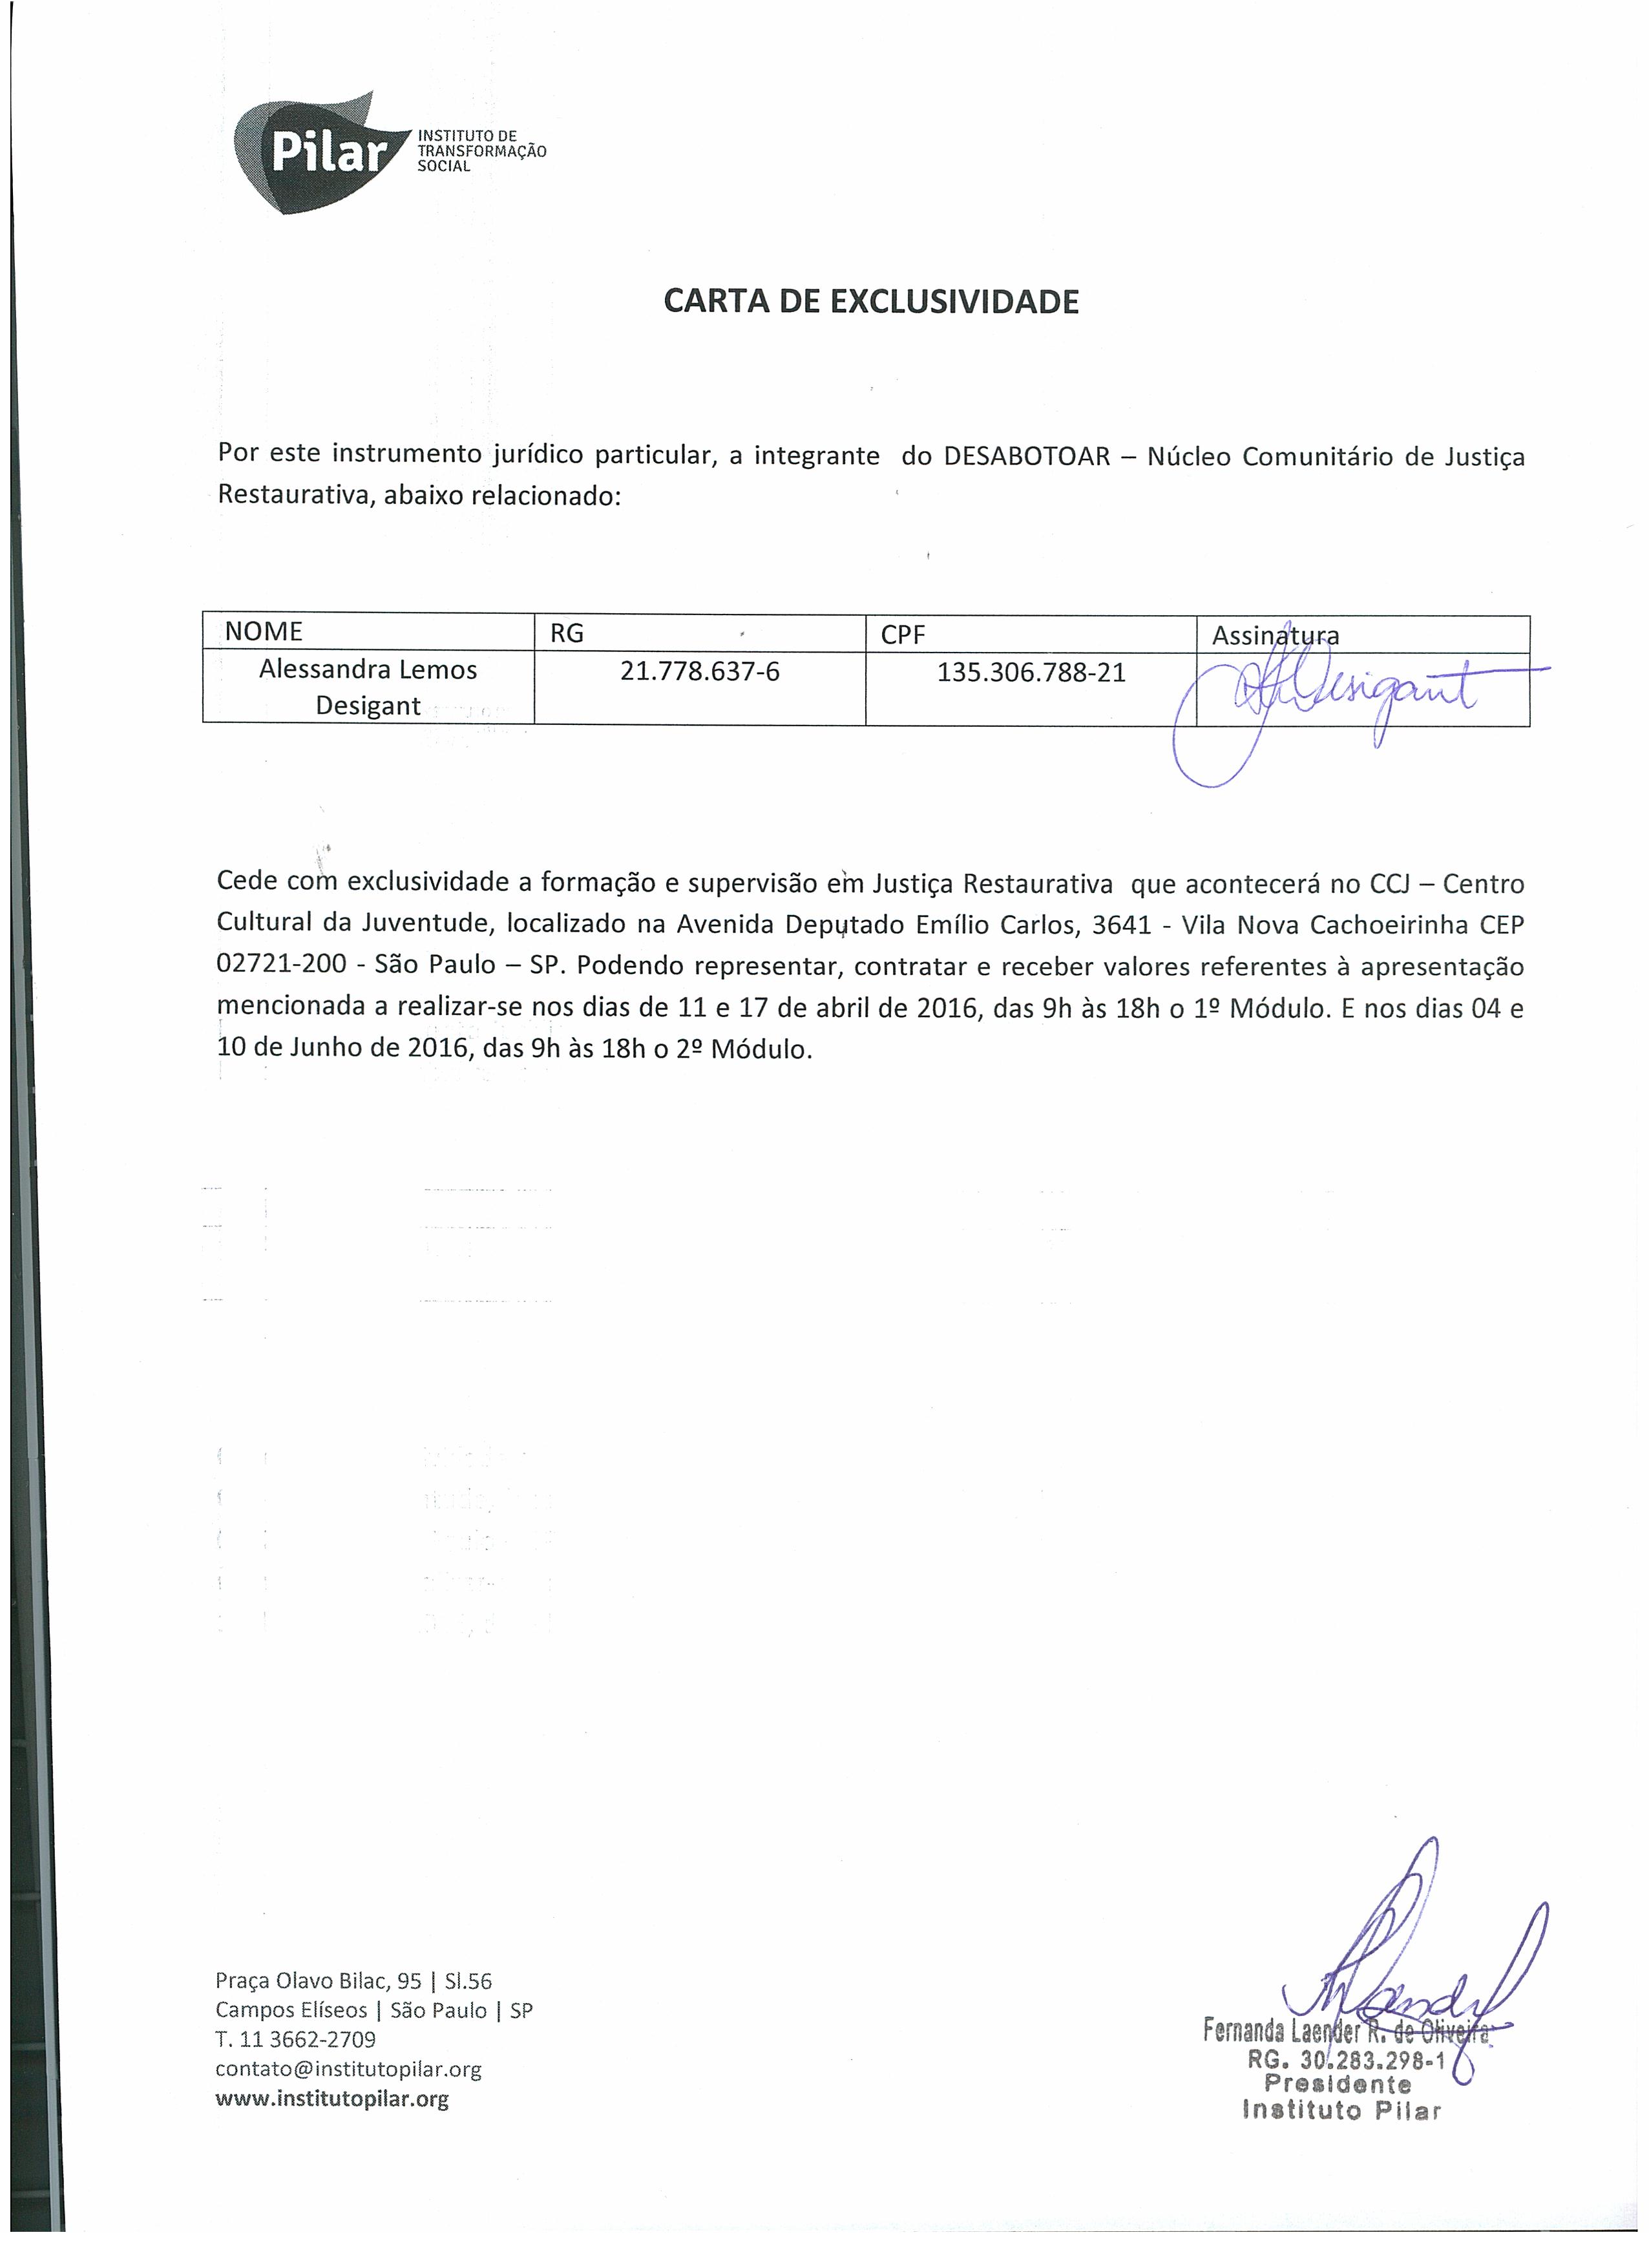 Pilar
INSTITUTO DE
TRANSFORMAÇÃO
SOCIAL
CARTA DE EXCLUSIVIDADE
Por este instrumento jurídico particular, a integrante do DESABOTOAR – Núcleo Comunitário de Justiça
Restaurativa, abaixo relacionado:
NOME RG CPF Assinatura
Alessandra Lemos 21.778.637-6 135.306.788-21
Desigant
Desigant
Cede com exclusividade a formação e supervisão em Justiça Restaurativa que acontecerá no CCJ – Centro
Cultural da Juventude, localizado na Avenida Deputado Emílio Carlos, 3641 - Vila Nova Cachoeirinha CEP
02721-200 - São Paulo – SP. Podendo representar, contratar e receber valores referentes à apresentação
mencionada a realizar-se nos dias de 11 e 17 de abril de 2016, das 9h às 18h o 1º Módulo. E nos dias 04 e
10 de Junho de 2016, das 9h às 18h o 2º Módulo.
Praça Olavo Bilac, 95 | Sl.56
Campos Elíseos | São Paulo | SP
T. 11 3662-2709
contato@institutopilar.org
www.institutopilar.org
Fernanda Laender R. de Oliveira
RG. 30.283.298-1
Presidente
Instituto Pilar